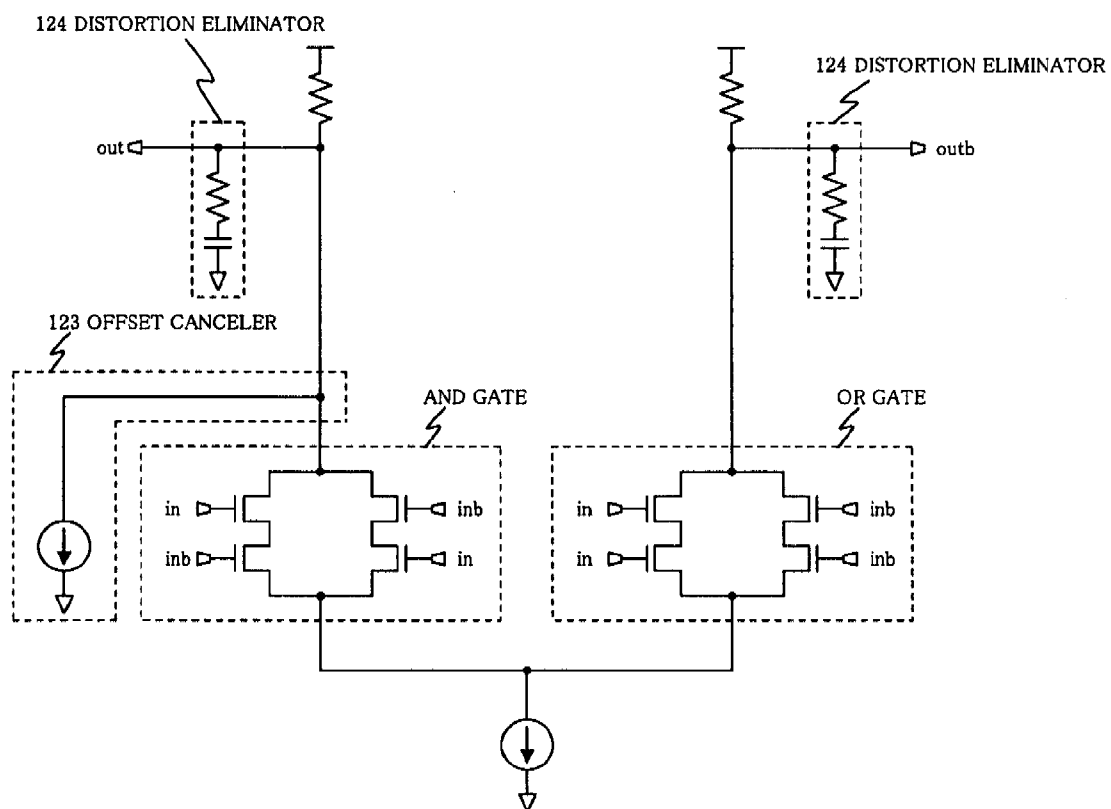 124 DISTORTION ELIMINATOR
124 DISTORTION ELIMINATOR
out
outb
123 OFFSET CANCELER
AND GATE
OR GATE
in
inb
in
inb
inb
in
in
inb